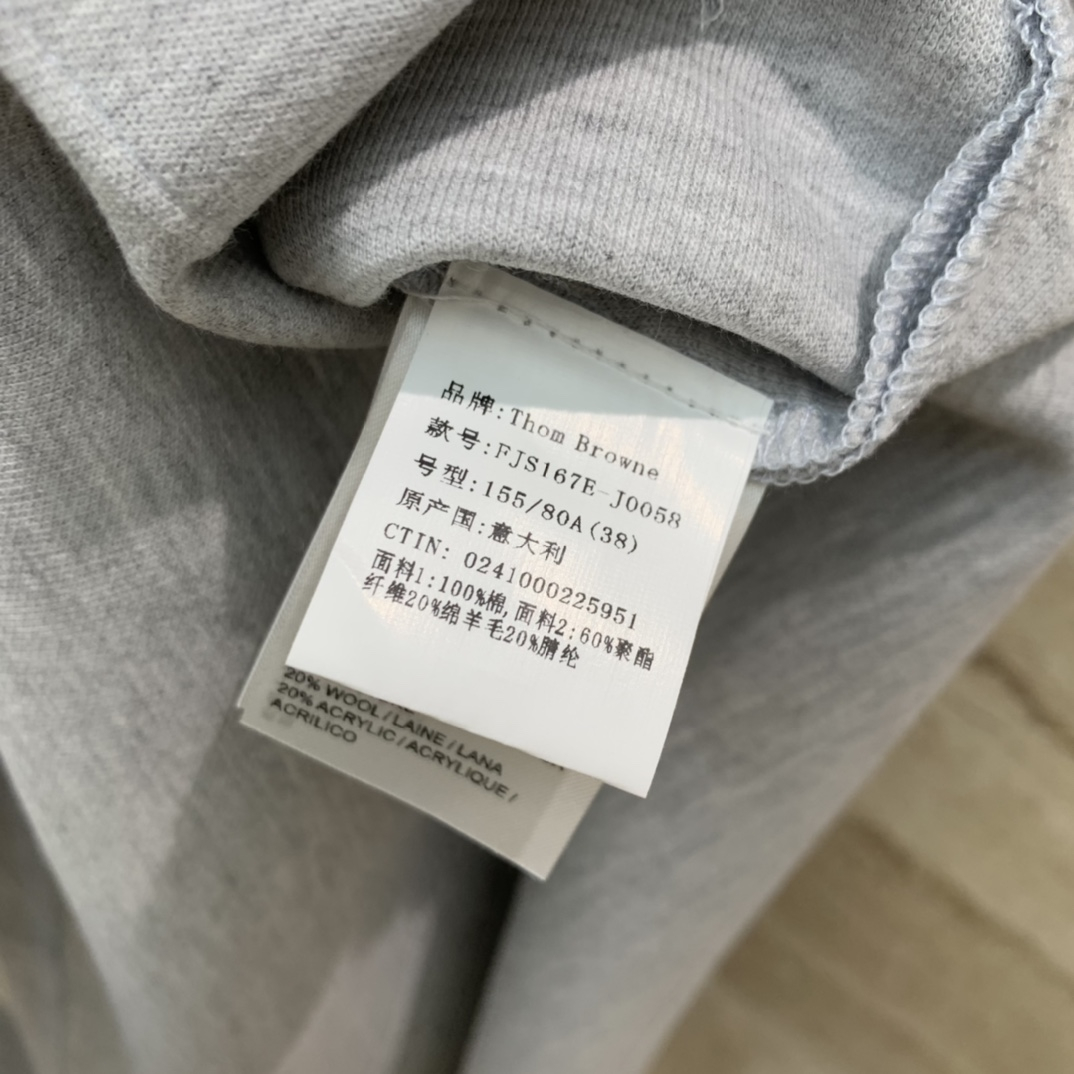 品牌:Thom Browne
款号:FJS167E-J0058
号型:155/80A(38)
原产国:意大利
CTIN: 0241000225951
面料1:100%棉,面料2:60%聚酯
纤维20%绵羊毛20%腈纶
20% WOOL/LAINE/LANA
20% ACRYLIC/ACRYLIQUE/
ACRILICO